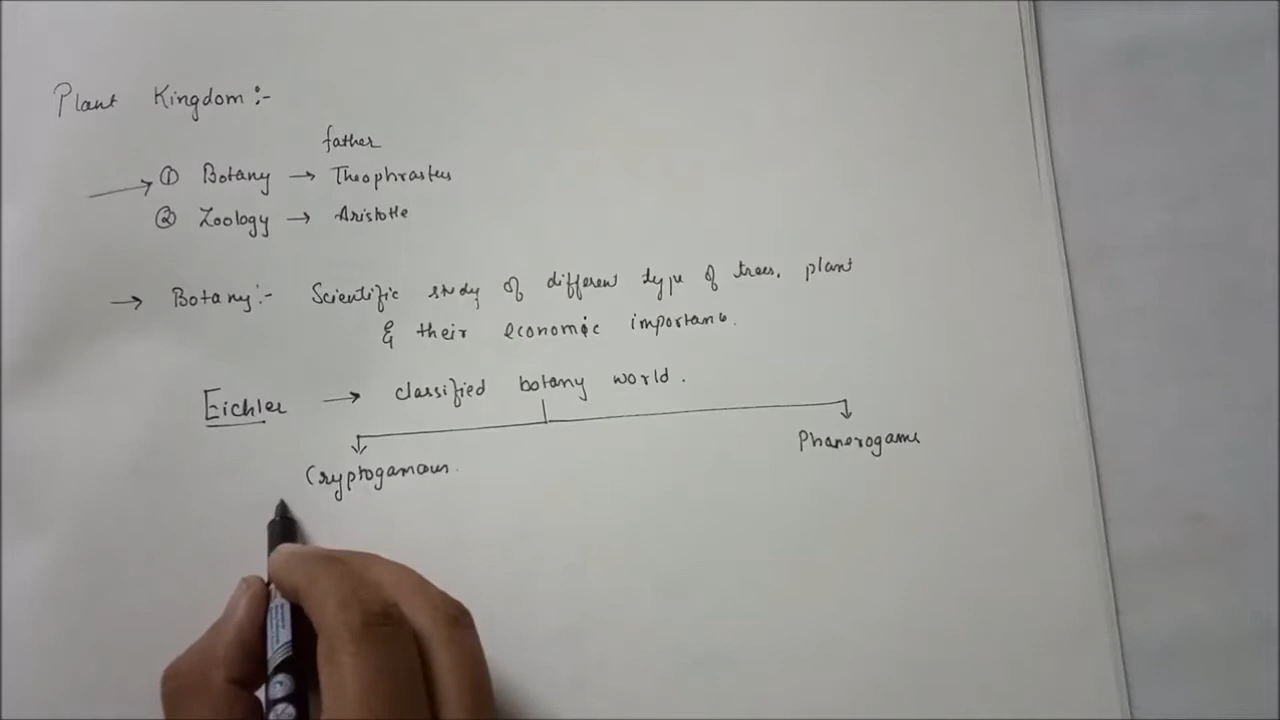 Plant Kingdom:-
father
① Botany → Theophrastus
② Zoology → Aristotle
→ Botany:- Scientific study of different type of trees, plant
& their economic importance.
Eichler → classified botany world.
Cryptogamous.
Phanerogams